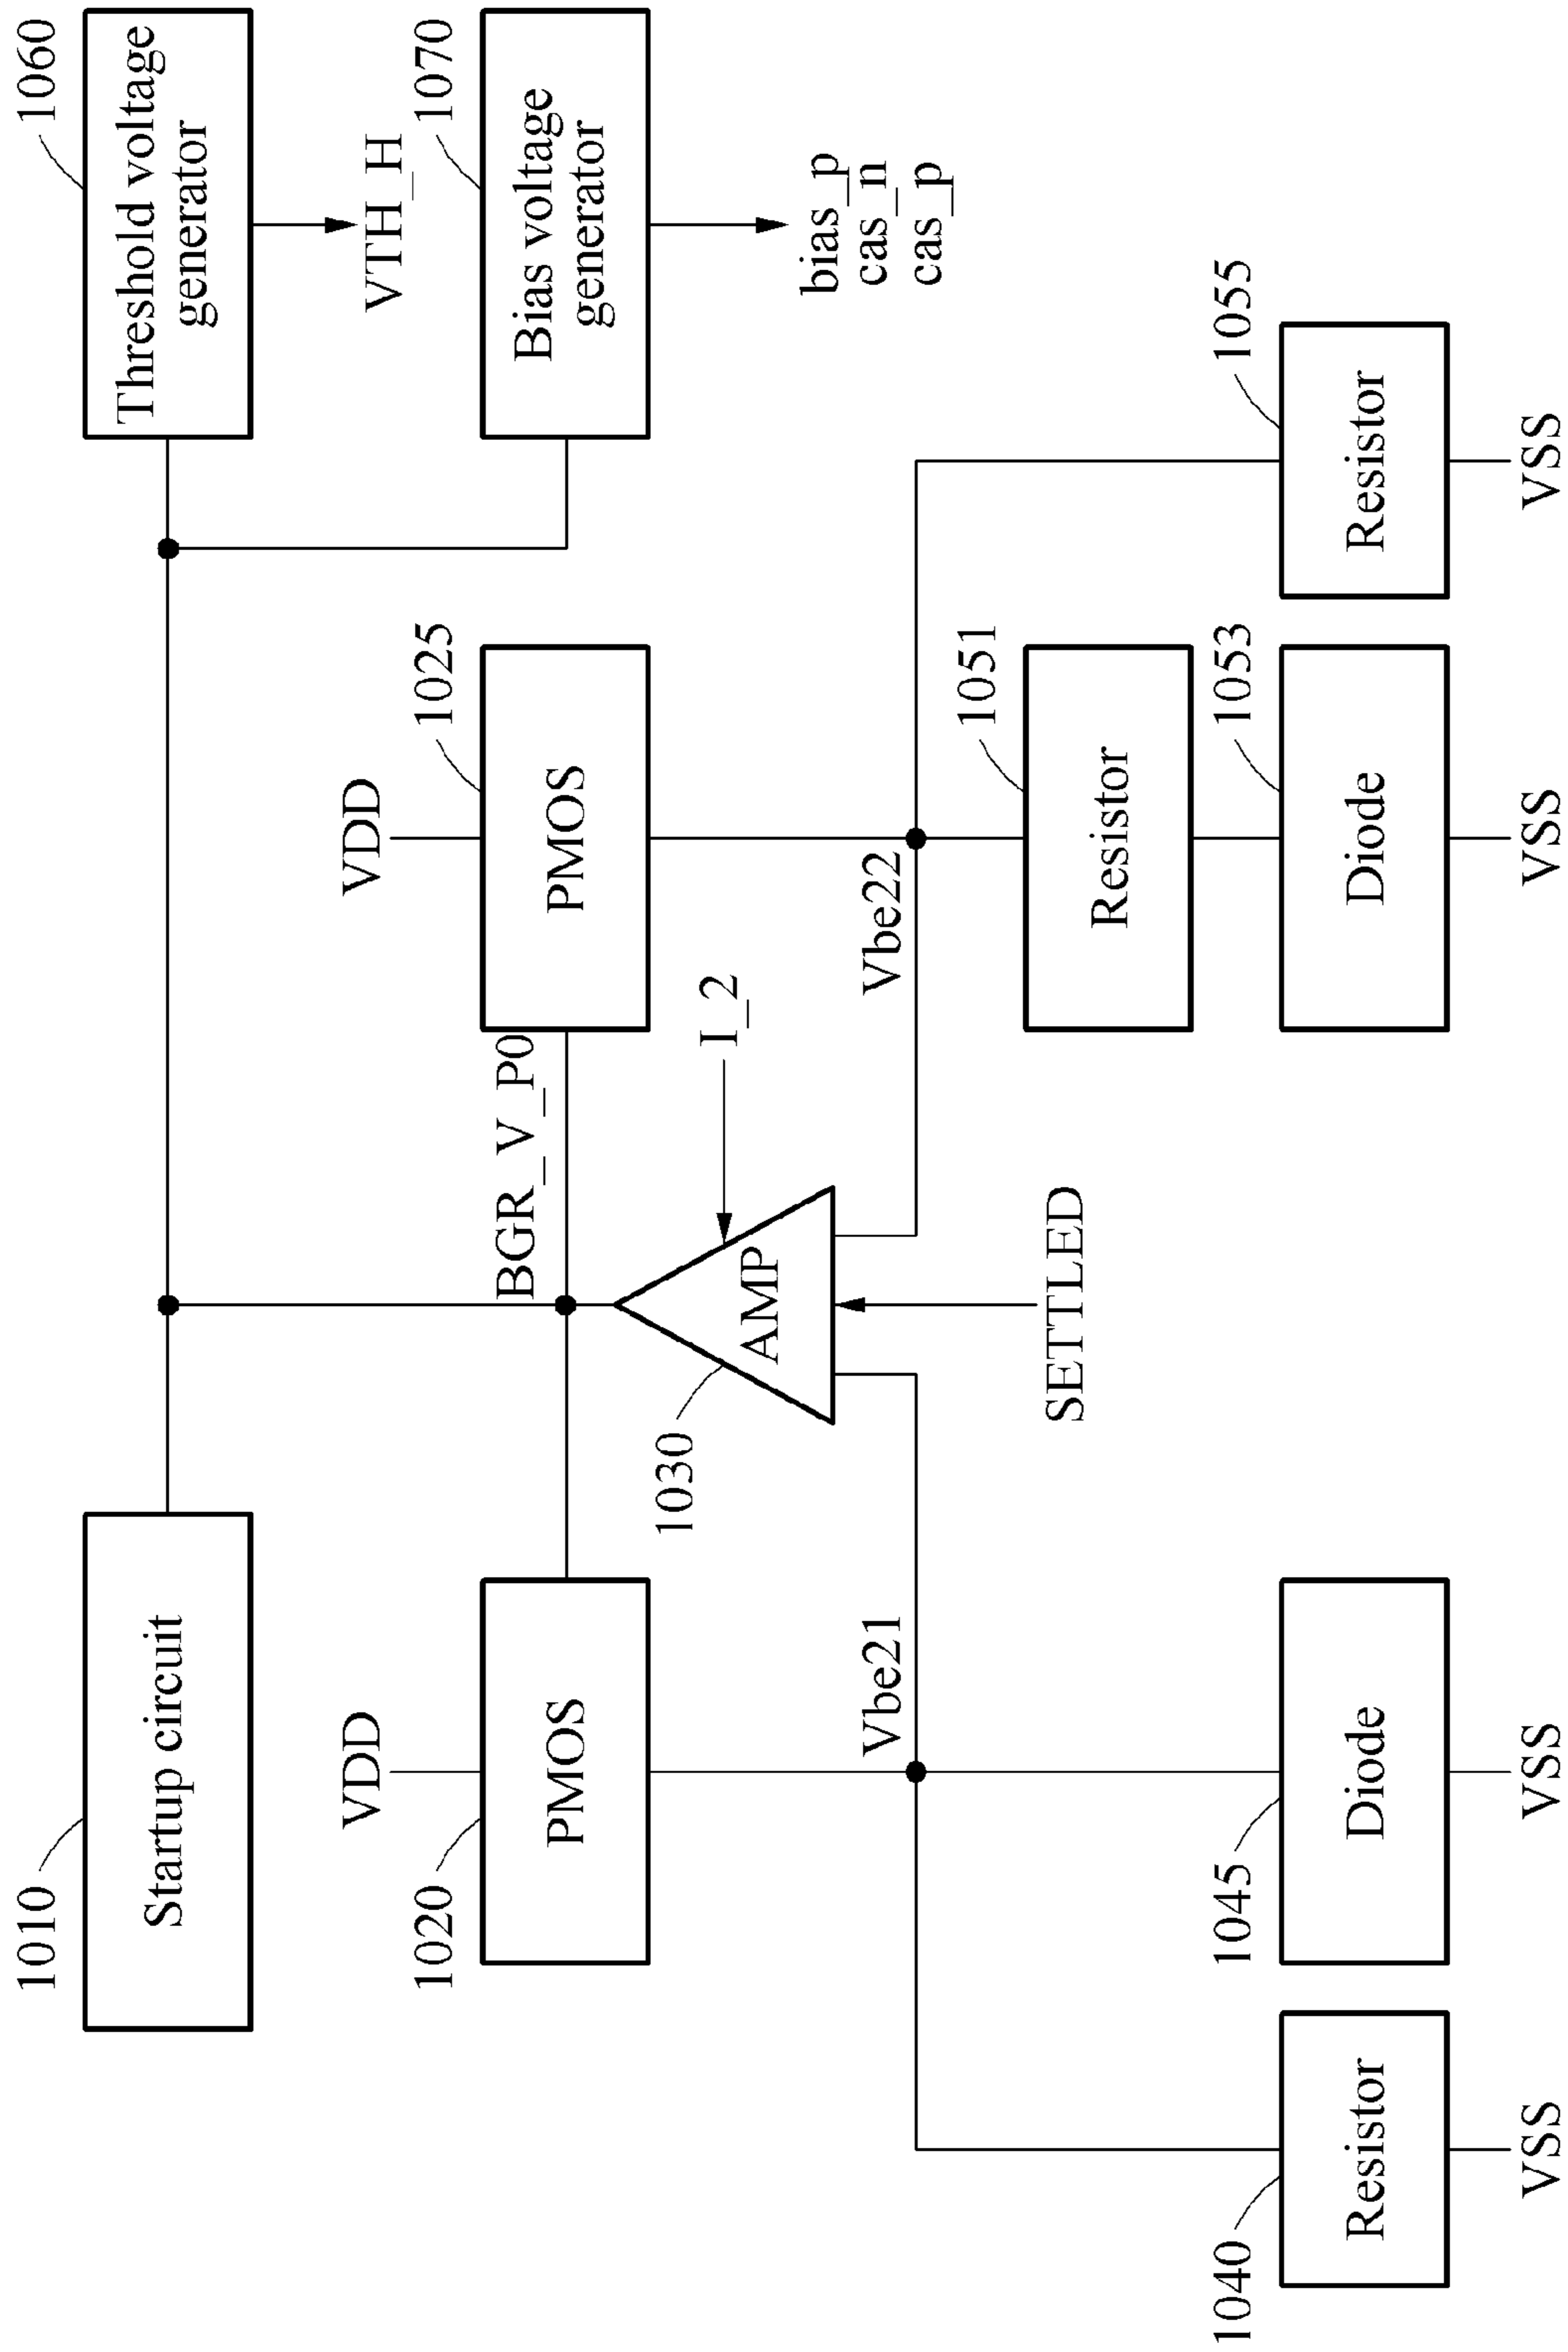 1010
Startup circuit
1060
Threshold voltage
generator
VTH_H
VDD
VDD
1020
PMOS
BGR_V_P0
1025
PMOS
1070
Bias voltage
generator
bias_p
cas_n
cas_p
1030
AMP
I_2
Vbe21
Vbe22
SETTLED
1051
Resistor
1040
Resistor
1045
Diode
1053
Diode
1055
Resistor
VSS
VSS
VSS
VSS